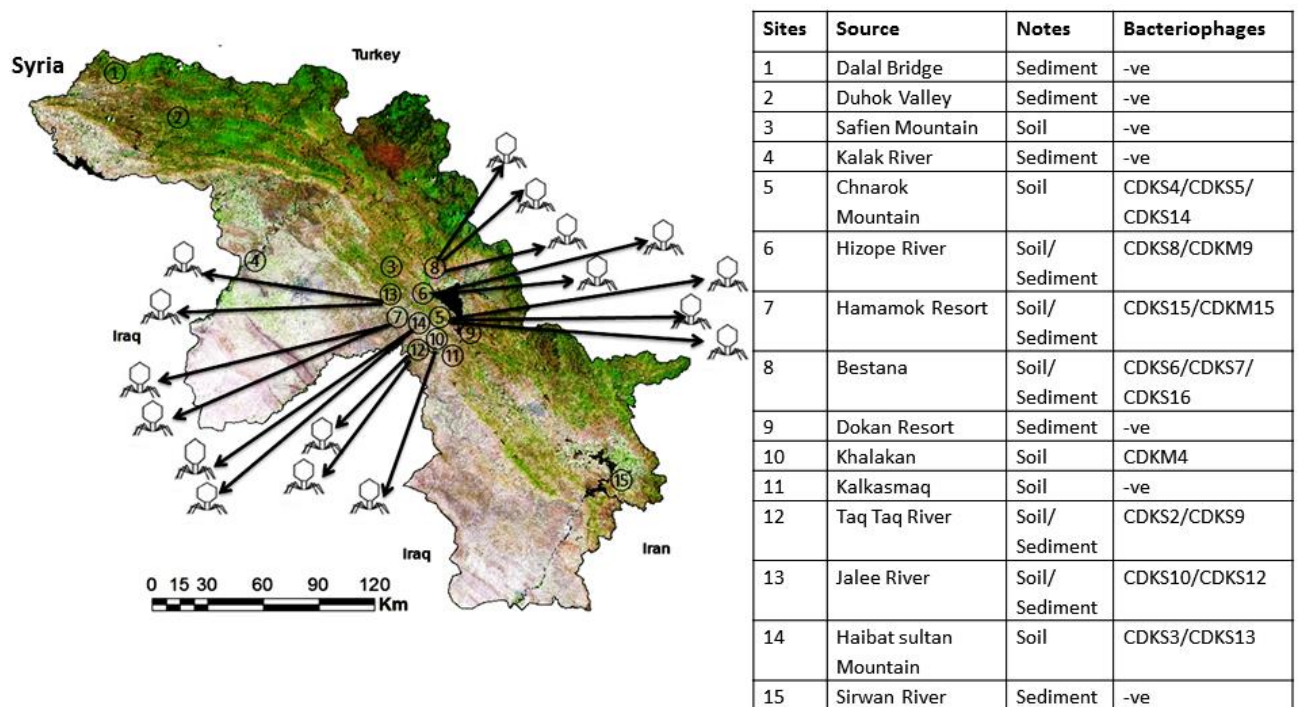 Syria
Turkey
Iraq
Iraq
Iran
1
2
3
4
8
13
6
7
14
5
9
10
12
11
15
0 15 30 60 90 120
Km
Sites Source Notes Bacteriophages
1 Dalal Bridge Sediment -ve
2 Duhok Valley Sediment -ve
3 Safien Mountain Soil -ve
4 Kalak River Sediment -ve
5 Chnarok Soil CDKS4/CDKS5/
Mountain CDKS14
6 Hizope River Soil/ CDKS8/CDKM9
Sediment
7 Hamamok Resort Soil/ CDKS15/CDKM15
Sediment
8 Bestana Soil/ CDKS6/CDKS7/
Sediment CDKS16
9 Dokan Resort Sediment -ve
10 Khalakan Soil CDKM4
11 Kalkasmaq Soil -ve
12 Taq Taq River Soil/ CDKS2/CDKS9
Sediment
13 Jalee River Soil/ CDKS10/CDKS12
Sediment
14 Haibat sultan Soil CDKS3/CDKS13
Mountain
15 Sirwan River Sediment -ve